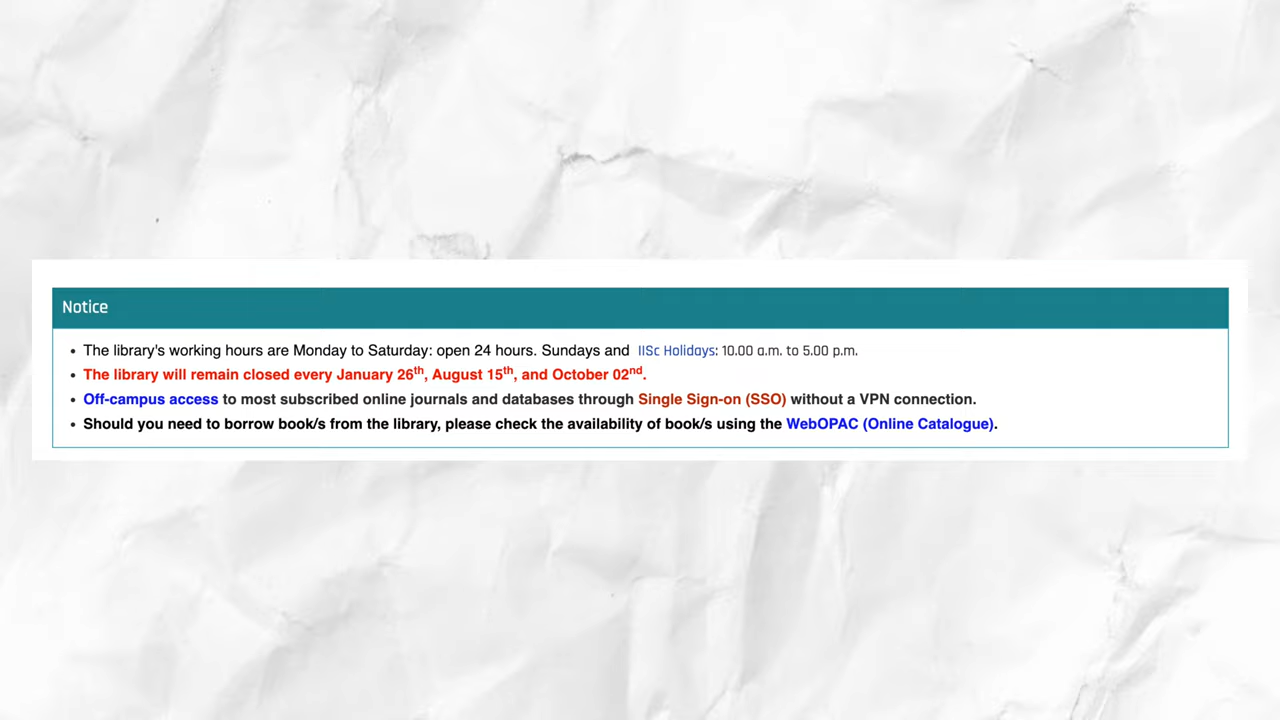 Notice
• The library's working hours are Monday to Saturday: open 24 hours. Sundays and IISc Holidays: 10.00 a.m. to 5.00 p.m.
• The library will remain closed every January 26th, August 15th, and October 02nd.
• Off-campus access to most subscribed online journals and databases through Single Sign-on (SSO) without a VPN connection.
• Should you need to borrow book/s from the library, please check the availability of book/s using the WebOPAC (Online Catalogue).